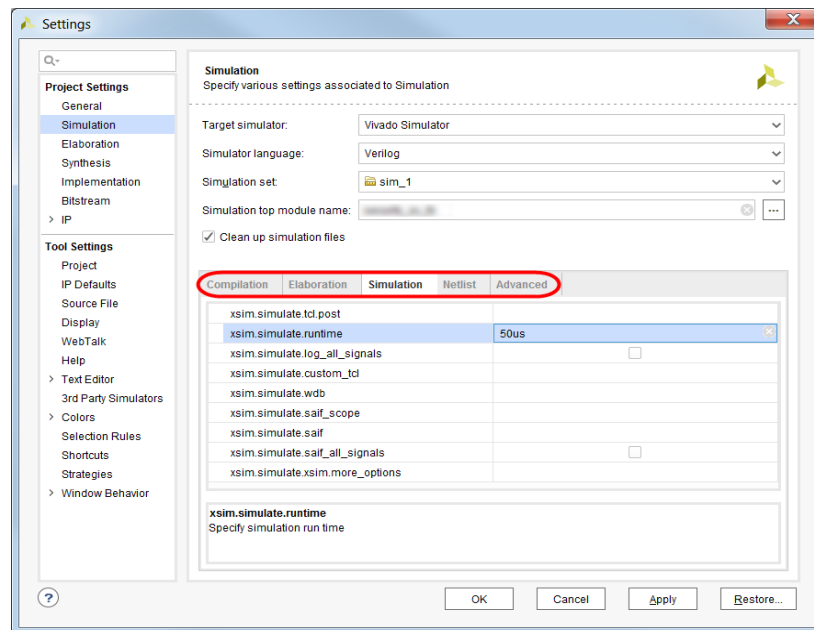 Settings
Project Settings
General
Simulation
Elaboration
Synthesis
Implementation
Bitstream
> IP
Tool Settings
Project
IP Defaults
Source File
Display
WebTalk
Help
> Text Editor
3rd Party Simulators
> Colors
Selection Rules
Shortcuts
Strategies
> Window Behavior
Simulation
Specify various settings associated to Simulation
Target simulator: Vivado Simulator
Simulator language: Verilog
Simulation set: sim_1
Simulation top module name: ...
Clean up simulation files
Compilation Elaboration Simulation Netlist Advanced
xsim.simulate.tcl.post
xsim.simulate.runtime 50us
xsim.simulate.log_all_signals
xsim.simulate.custom_tcl
xsim.simulate.wdb
xsim.simulate.saif_scope
xsim.simulate.saif
xsim.simulate.saif_all_signals
xsim.simulate.xsim.more_options
xsim.simulate.runtime
Specify simulation run time
? OK Cancel Apply Restore...